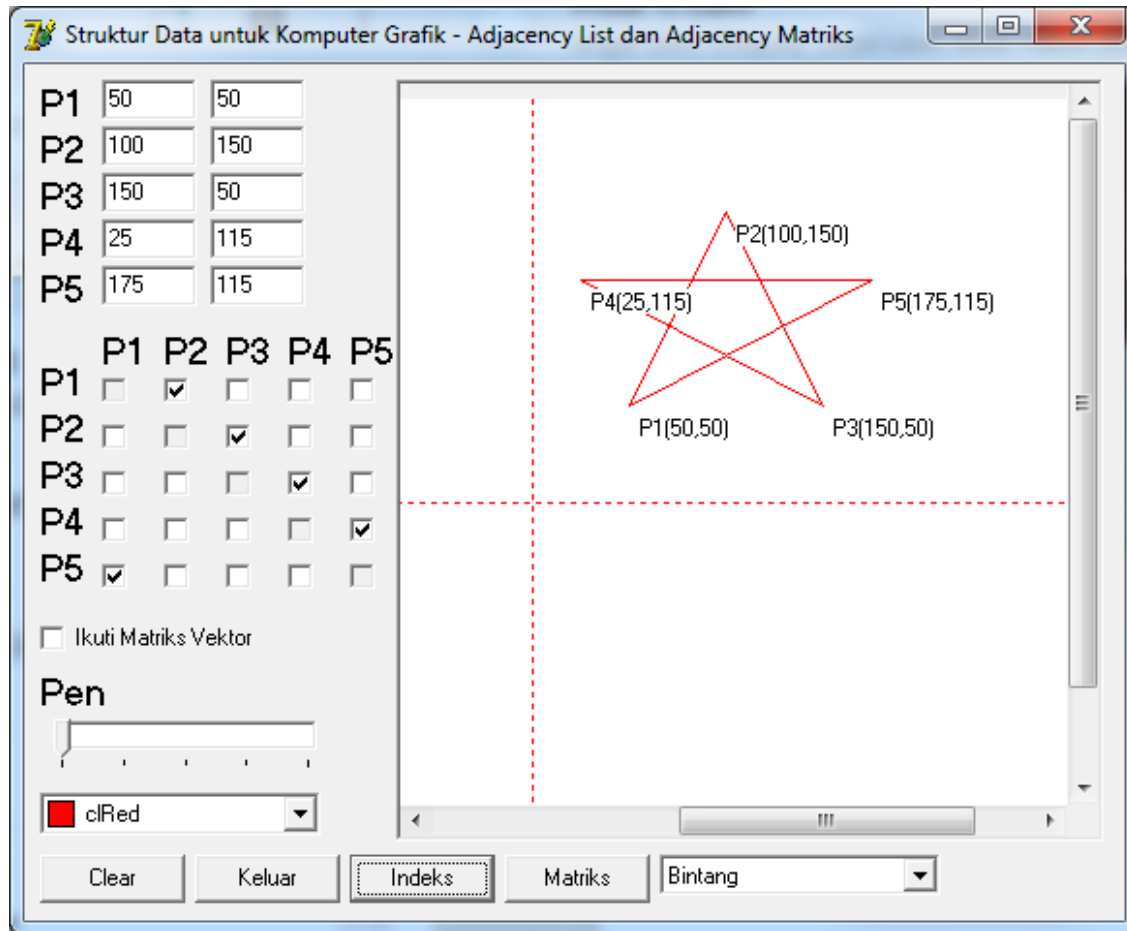 Struktur Data untuk Komputer Grafik - Adjacency List dan Adjacency Matriks
P1 50 50
P2 100 150
P3 150 50
P4 25 115
P5 175 115
P2(100,150)
P4(25,115) P5(175,115)
P1(50,50) P3(150,50)
P1 P2 P3 P4 P5
P1
P2
P3
P4
P5
Ikuti Matriks Vektor
Pen
clRed
Clear Keluar Indeks Matriks Bintang